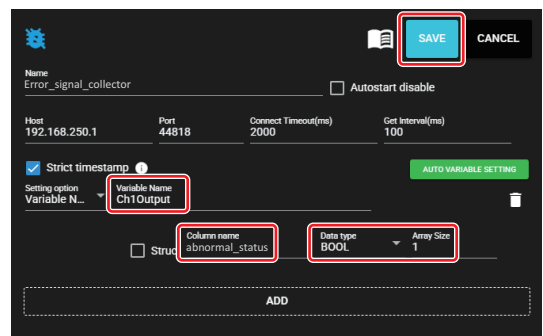 SAVE CANCEL
Name
Error_signal_collector
Autostart disable
Host Port Connect Timeout(ms) Get Interval(ms)
192.168.250.1 44818 2000 100
Strict timestamp
AUTO VARIABLE SETTING
Setting option Variable Name
Variable N... Ch1Output
Column name Data type Array Size
Struc abnormal_status BOOL 1
ADD